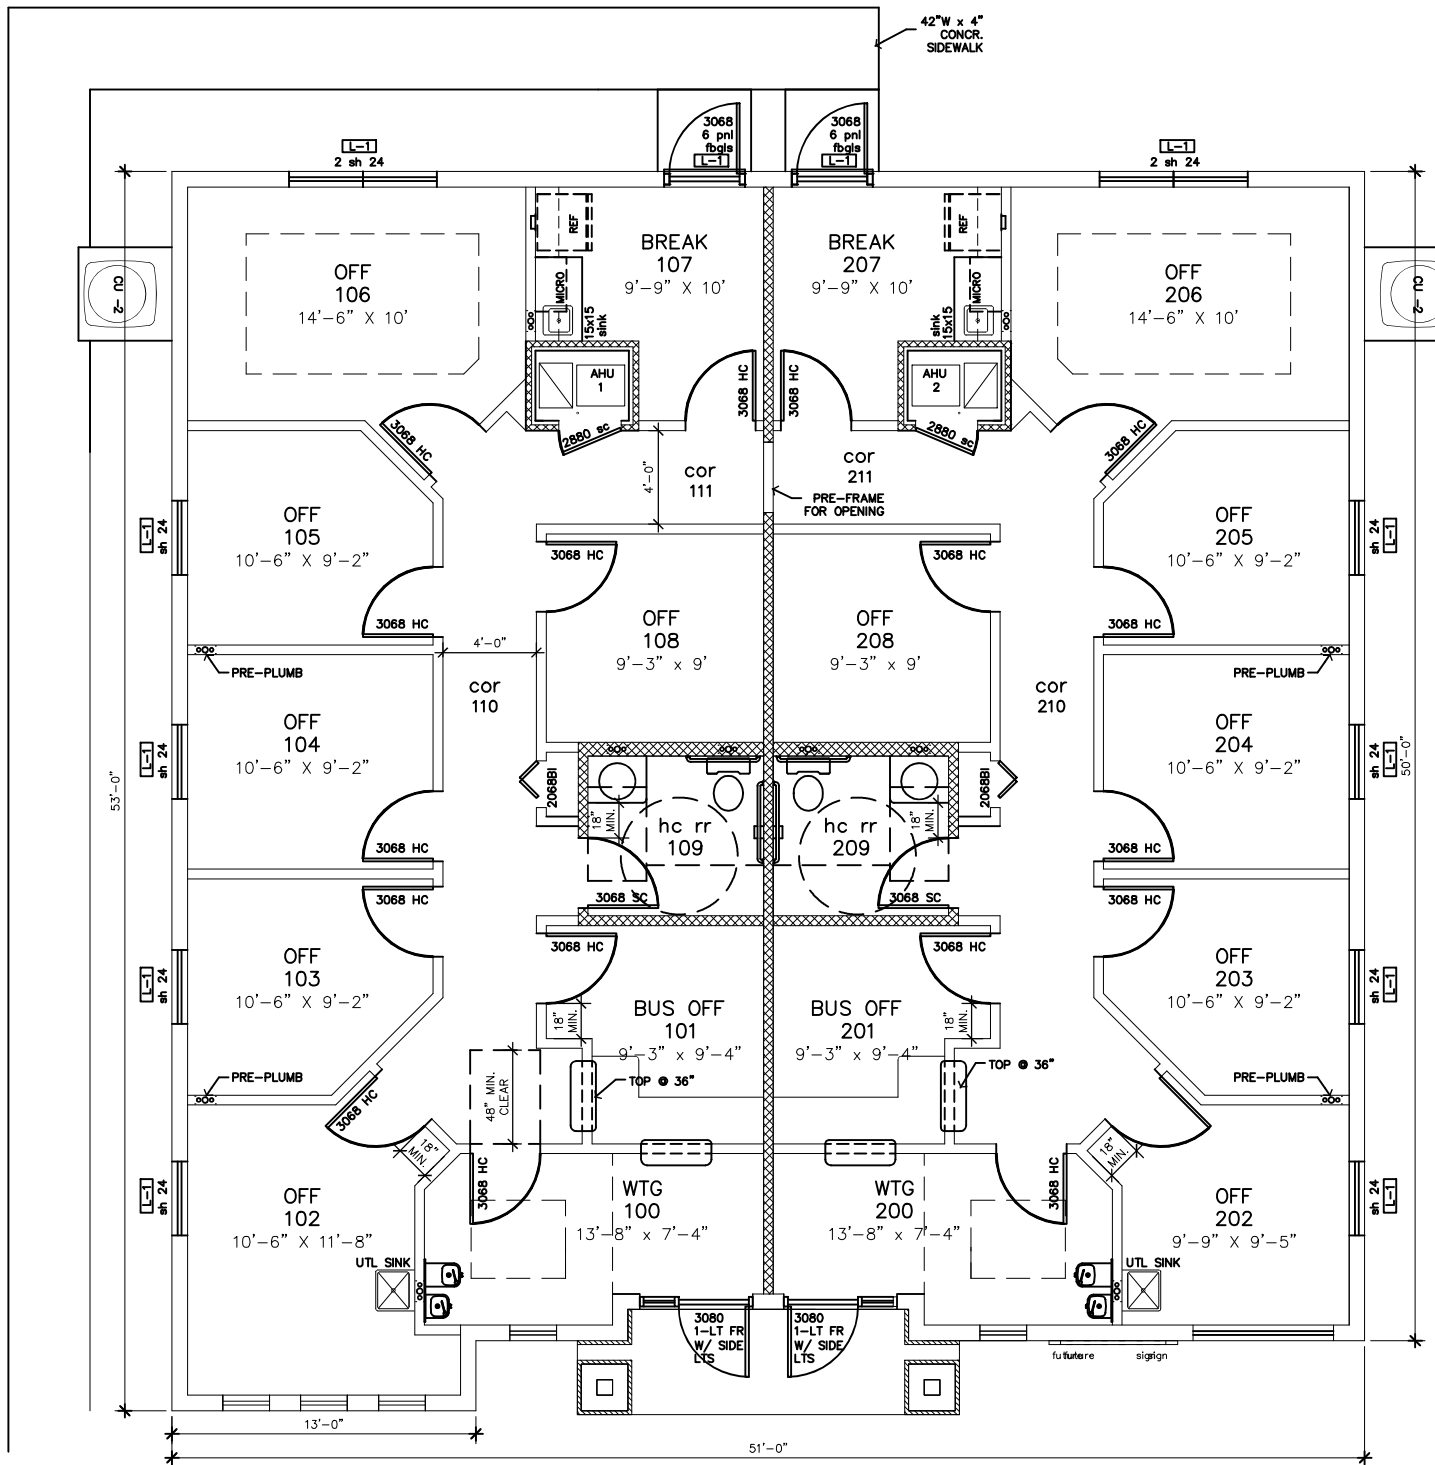 42"W x 4"
CONCR.
SIDEWALK
3068
6 pnl
fbgls
L-1
3068
6 pnl
fbgls
L-1
L-1
2 sh 24
L-1
2 sh 24
CU -2
OFF
106
14'-6" X 10'
REF
MICRO
15x15
sink
BREAK
107
9'-9" X 10'
BREAK
207
9'-9" X 10'
REF
MICRO
sink
15x15
OFF
206
14'-6" X 10'
CU -2
AHU
1
AHU
2
3068 HC
3068 HC
3068 HC
2880 sc
2880 sc
3068 HC
4'-0"
cor
111
cor
211
PRE-FRAME
FOR OPENING
L-1
sh 24
OFF
105
10'-6" X 9'-2"
3068 HC
3068 HC
OFF
205
10'-6" X 9'-2"
sh 24
L-1
3068 HC
4'-0"
OFF
108
9'-3" x 9'
OFF
208
9'-3" x 9'
3068 HC
PRE-PLUMB
PRE-PLUMB
cor
110
cor
210
53'-0"
L-1
sh 24
OFF
104
10'-6" X 9'-2"
OFF
204
10'-6" X 9'-2"
sh 24
L-1
50'-0"
2068BI
18"
MIN.
hc rr
109
hc rr
209
18"
MIN.
2068BI
3068 HC
3068 HC
3068 HC
3068 SC
3068 SC
3068 HC
3068 HC
3068 HC
L-1
sh 24
OFF
103
10'-6" X 9'-2"
18"
MIN.
BUS OFF
101
9'-3" x 9'-4"
BUS OFF
201
9'-3" x 9'-4"
18"
MIN.
OFF
203
10'-6" X 9'-2"
sh 24
L-1
PRE-PLUMB
3068 HC
48" MIN.
CLEAR
TOP @ 36"
TOP @ 36"
PRE-PLUMB
18"
MIN.
18"
MIN.
L-1
sh 24
OFF
102
10'-6" X 11'-8"
3068 HC
WTG
100
13'-8" x 7'-4"
WTG
200
13'-8" x 7'-4"
3068 HC
OFF
202
9'-9" X 9'-5"
sh 24
L-1
UTL SINK
UTL SINK
3080
1-LT FR
W/ SIDE
LTS
3080
1-LT FR
W/ SIDE
LTS
13'-0"
51'-0"